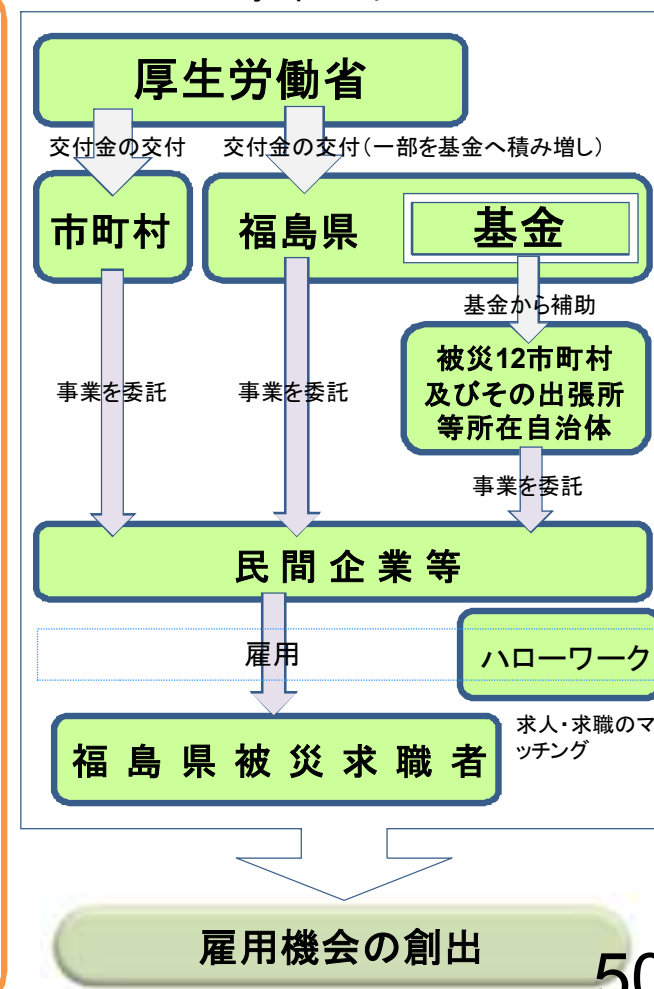 厚生労働省
交付金の交付
交付金の交付(一部を基金へ積み増し)
市町村
福島県
基金
基金から補助
被災12市町村
及びその出張所
等所在自治体
事業を委託
事業を委託
事業を委託
民間企業等
雇用
ハローワーク
求人・求職のマ
ッチング
福島県被災求職者
雇用機会の創出
50